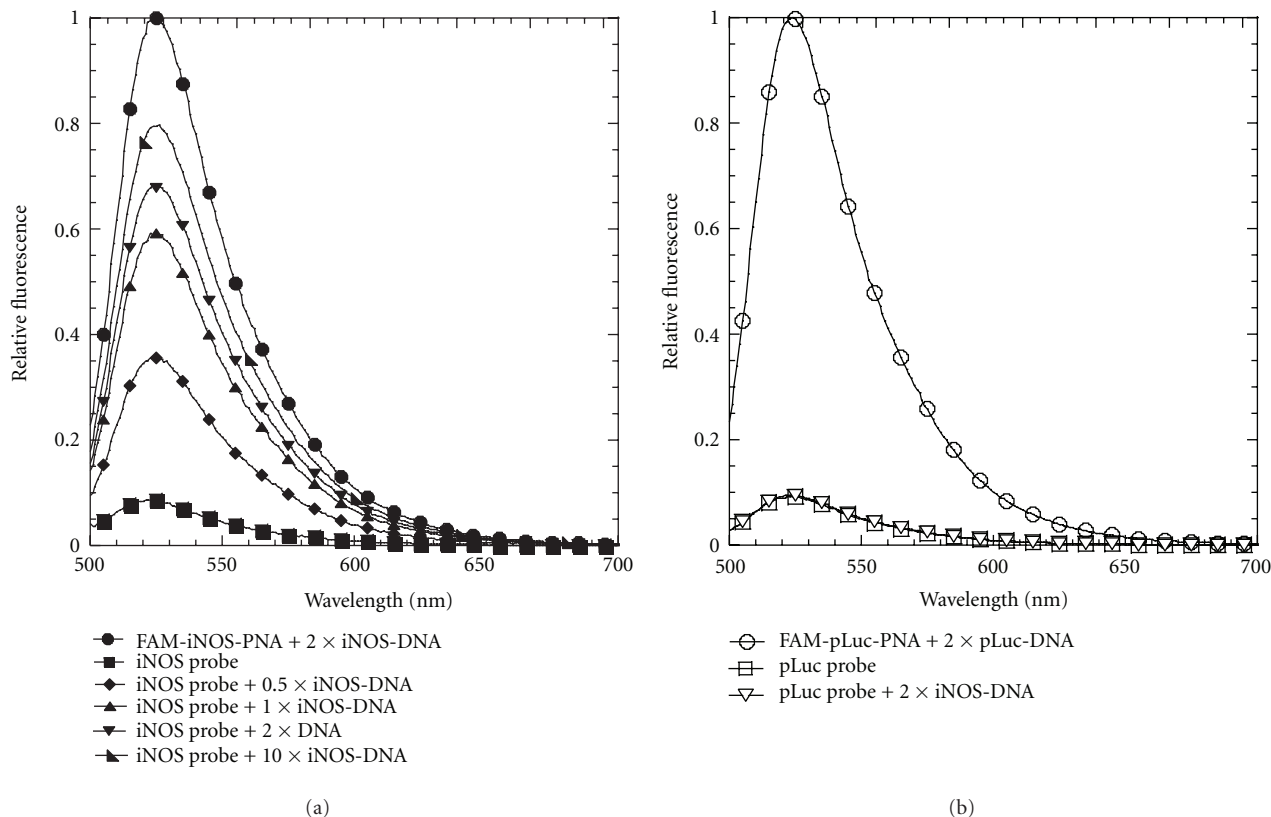 1
0.8
0.6
0.4
0.2
0
Relative fluorescence
500
550
600
650
700
Wavelength (nm)
FAM-iNOS-PNA + 2 × iNOS-DNA
iNOS probe
iNOS probe + 0.5 × iNOS-DNA
iNOS probe + 1 × iNOS-DNA
iNOS probe + 2 × DNA
iNOS probe + 10 × iNOS-DNA
(a)
1
0.8
0.6
0.4
0.2
0
Relative fluorescence
500
550
600
650
700
Wavelength (nm)
FAM-pLuc-PNA + 2 × pLuc-DNA
pLuc probe
pLuc probe + 2 × iNOS-DNA
(b)